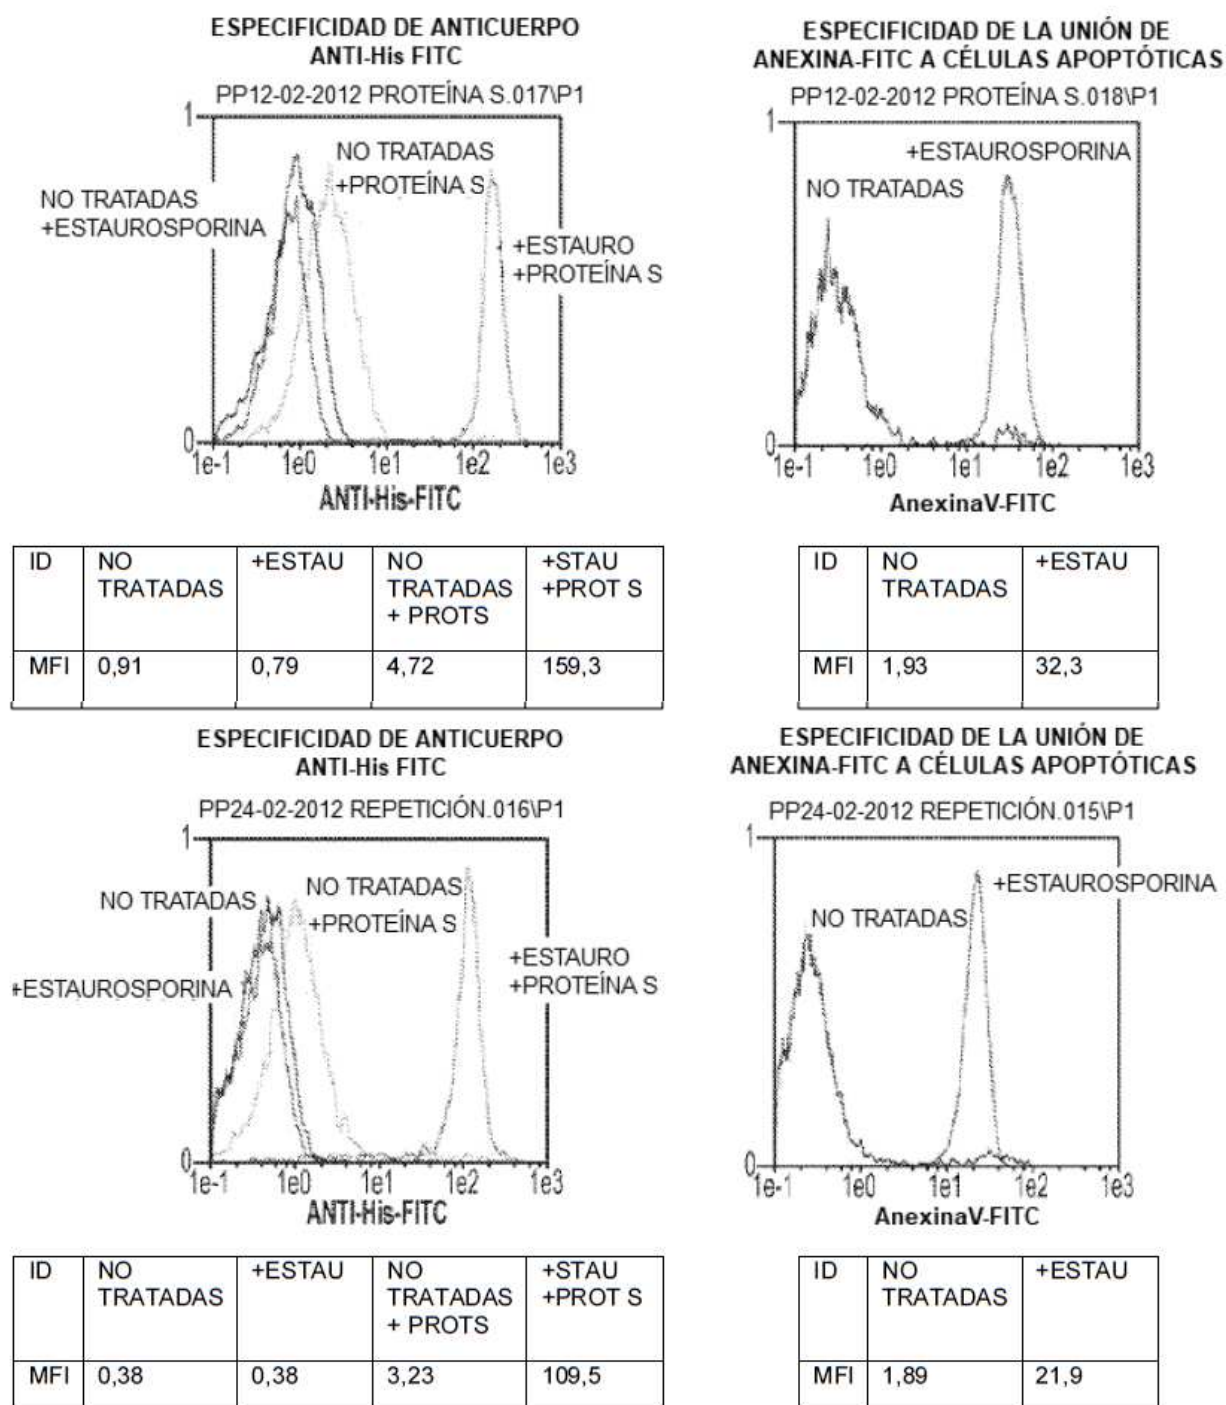 ESPECIFICIDAD DE ANTICUERPO
ANTI-His FITC
PP12-02-2012 PROTEÍNA S.017\P1
1
NO TRATADAS
+PROTEÍNA S
NO TRATADAS
+ESTAUROSPORINA
+ESTAURO
+PROTEÍNA S
0
1e-1 1e0 1e1 1e2 1e3
ANTI-His-FITC
ESPECIFICIDAD DE LA UNIÓN DE
ANEXINA-FITC A CÉLULAS APOPTÓTICAS
PP12-02-2012 PROTEÍNA S.018\P1
1
+ESTAUROSPORINA
NO TRATADAS
0
1e-1 1e0 1e1 1e2 1e3
AnexinaV-FITC
ID NO +ESTAU NO +STAU
TRATADAS TRATADAS +PROT S
+ PROTS
MFI 0,91 0,79 4,72 159,3
ID NO +ESTAU
TRATADAS
MFI 1,93 32,3
ESPECIFICIDAD DE ANTICUERPO
ANTI-His FITC
PP24-02-2012 REPETICIÓN.016\P1
1
NO TRATADAS
NO TRATADAS
+PROTEÍNA S
+ESTAUROSPORINA
+ESTAURO
+PROTEÍNA S
0
1e-1 1e0 1e1 1e2 1e3
ANTI-His-FITC
ESPECIFICIDAD DE LA UNIÓN DE
ANEXINA-FITC A CÉLULAS APOPTÓTICAS
PP24-02-2012 REPETICIÓN.015\P1
1
+ESTAUROSPORINA
NO TRATADAS
0
1e-1 1e0 1e1 1e2 1e3
AnexinaV-FITC
ID NO +ESTAU NO +STAU
TRATADAS TRATADAS +PROT S
+ PROTS
MFI 0,38 0,38 3,23 109,5
ID NO +ESTAU
TRATADAS
MFI 1,89 21,9